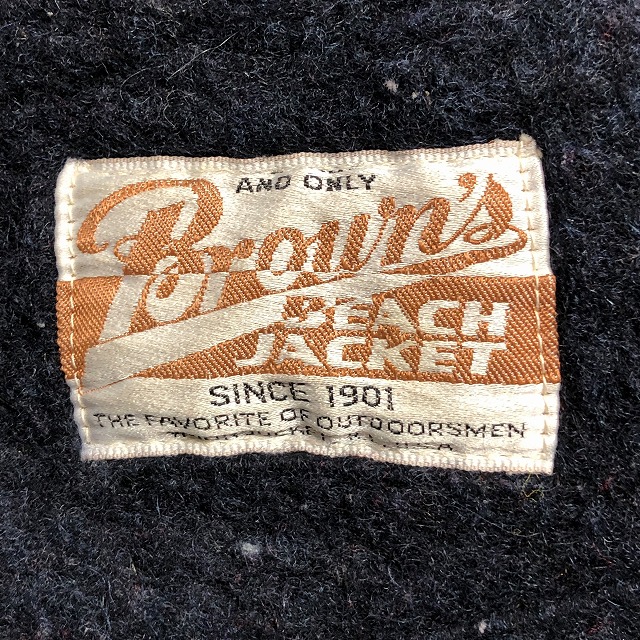 AND ONLY
Brown's
BEACH
JACKET
SINCE 1901
THE FAVORITE OF OUTDOORSMEN